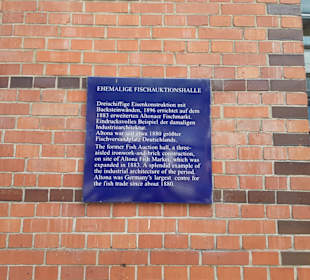 EHEMALIGE FISCHAUKTIONSHALLE
Dreischiffige Eisenkonstruktion mit
Backsteinwänden, 1896 errichtet auf dem
1883 erweiterten Altonaer Fischmarkt.
Eindrucksvolles Beispiel der damaligen
Industriearchitektur.
Altona war seit etwa 1880 größter
Fischversandplatz Deutschlands.
The former Fish Auction hall, a three-
aisled ironwork-and-brick construction,
on site of Altona Fish Market, which was
expanded in 1883. A splendid example of
the industrial architecture of the period.
Altona was Germany's largest centre for
the fish trade since about 1880.